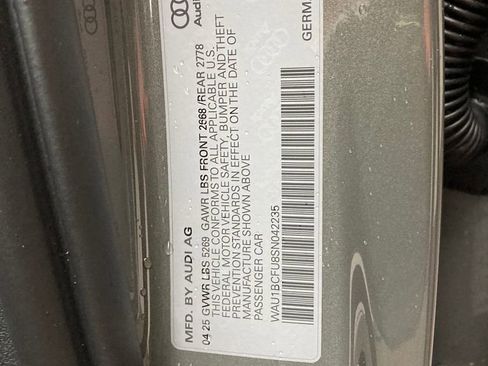 Audi
GERM
MFD. BY AUDI AG
04.25 GVWR LBS 5269 GAWR LBS FRONT 2668 /REAR 2778
THIS VEHICLE CONFORMS TO ALL APPLICABLE U.S.
FEDERAL MOTOR VEHICLE SAFETY, BUMPER AND THEFT
PREVENTION STANDARDS IN EFFECT ON THE DATE OF
MANUFACTURE SHOWN ABOVE
PASSENGER CAR
WAU1BCFU8SN042235